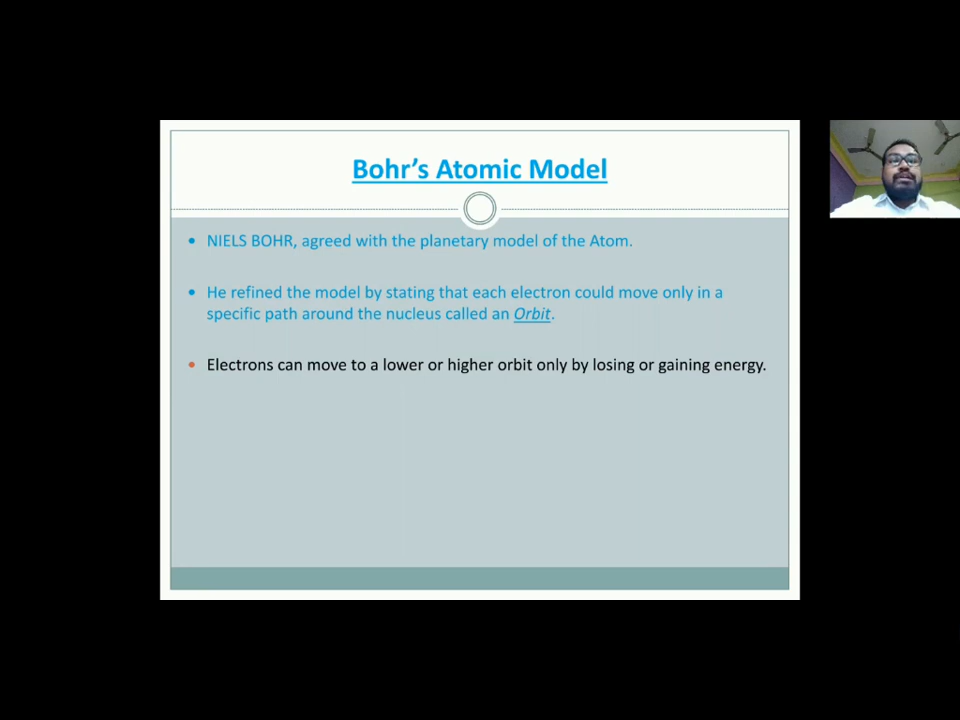 Bohr’s Atomic Model
• NIELS BOHR, agreed with the planetary model of the Atom.
• He refined the model by stating that each electron could move only in a
specific path around the nucleus called an Orbit.
• Electrons can move to a lower or higher orbit only by losing or gaining energy.